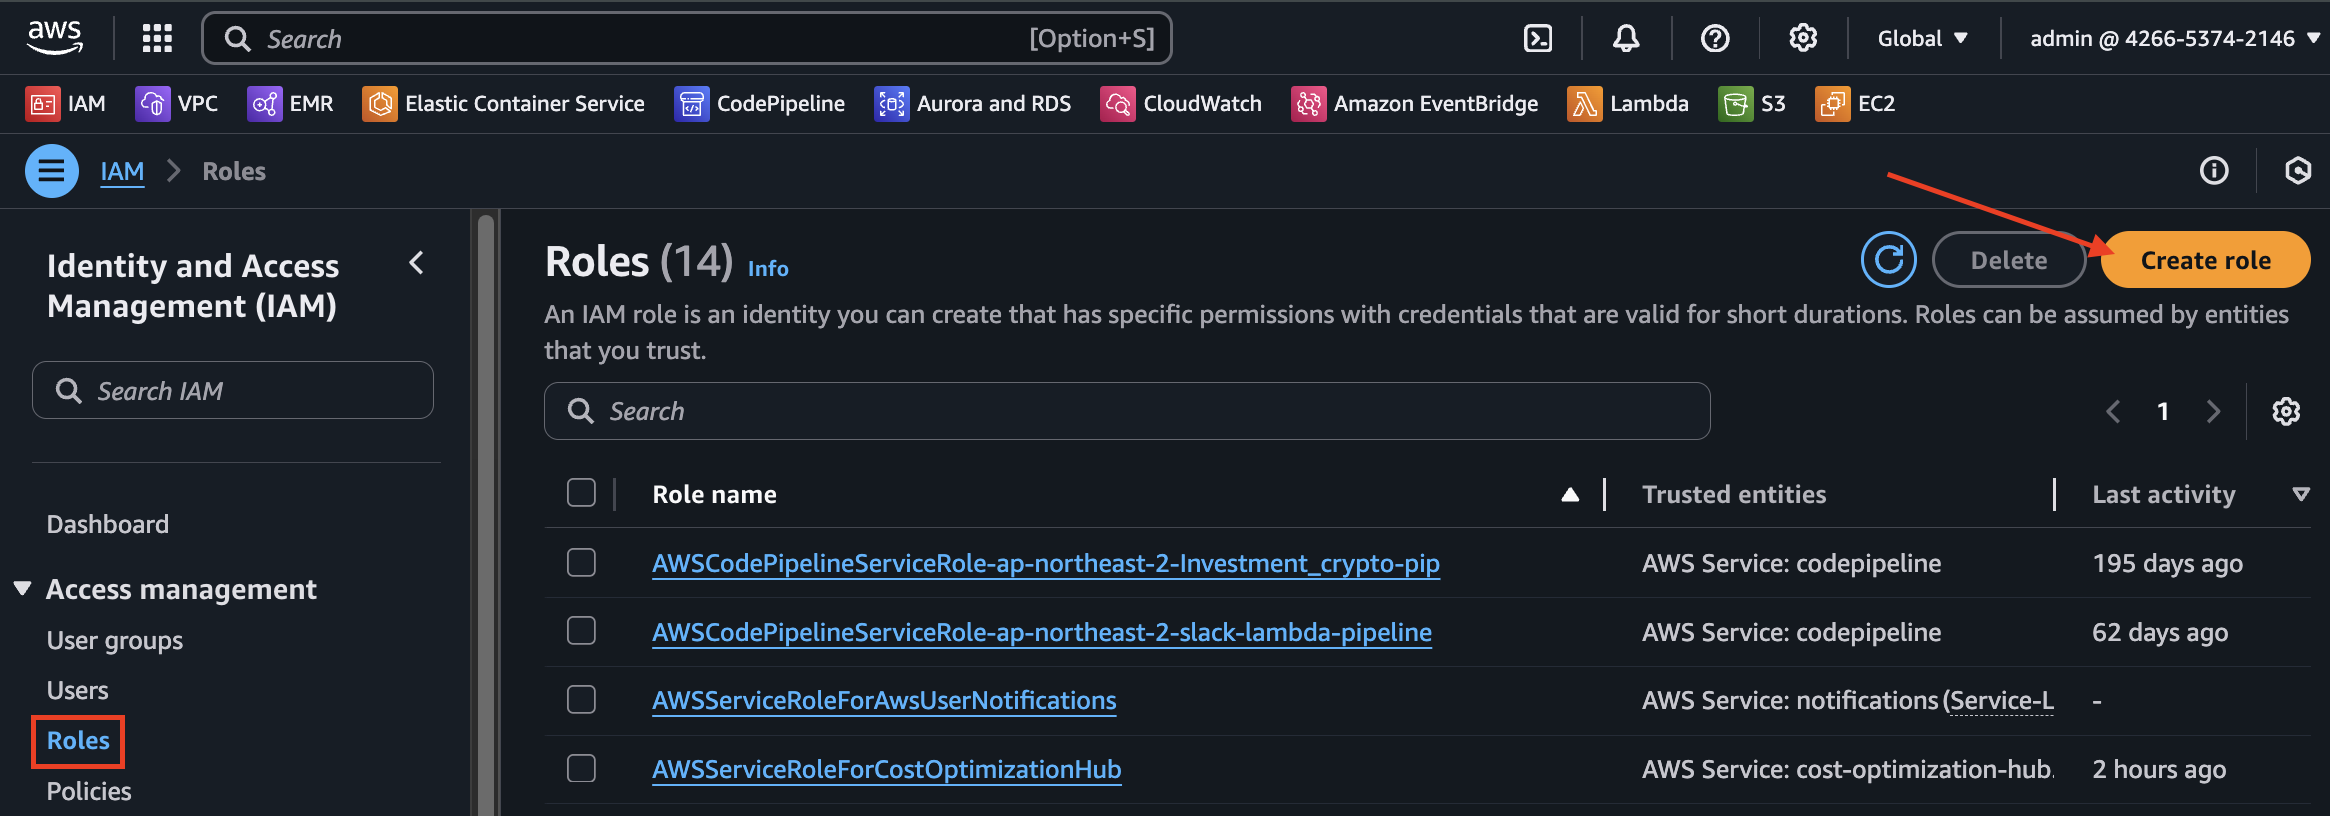 aws
Search [Option+S]
Global
admin @ 4266-5374-2146
IAM VPC EMR Elastic Container Service CodePipeline Aurora and RDS CloudWatch Amazon EventBridge Lambda S3 EC2
IAM > Roles
Identity and Access
Management (IAM)
Search IAM
Dashboard
Access management
User groups
Users
Roles
Policies
Roles (14) Info
Delete
Create role
An IAM role is an identity you can create that has specific permissions with credentials that are valid for short durations. Roles can be assumed by entities
that you trust.
Search
1
Role name Trusted entities Last activity
AWSCodePipelineServiceRole-ap-northeast-2-Investment_crypto-pip AWS Service: codepipeline 195 days ago
AWSCodePipelineServiceRole-ap-northeast-2-slack-lambda-pipeline AWS Service: codepipeline 62 days ago
AWSServiceRoleForAwsUserNotifications AWS Service: notifications (Service-L -
AWSServiceRoleForCostOptimizationHub AWS Service: cost-optimization-hub. 2 hours ago